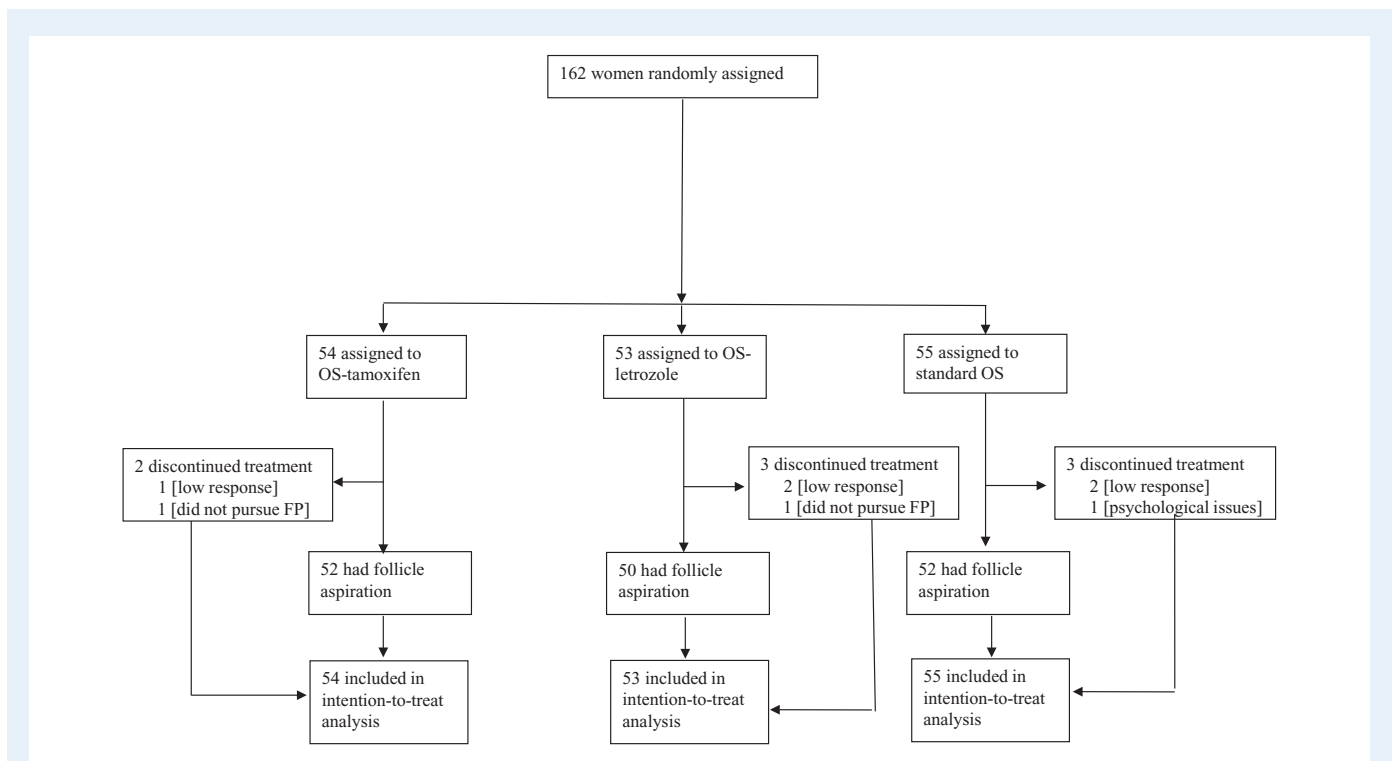 162 women randomly assigned
54 assigned to
OS-tamoxifen
53 assigned to OS-
letrozole
55 assigned to
standard OS
2 discontinued treatment
1 [low response]
1 [did not pursue FP]
3 discontinued treatment
2 [low response]
1 [did not pursue FP]
3 discontinued treatment
2 [low response]
1 [psychological issues]
52 had follicle
aspiration
50 had follicle
aspiration
52 had follicle
aspiration
54 included in
intention-to-treat
analysis
53 included in
intention-to-treat
analysis
55 included in
intention-to-treat
analysis